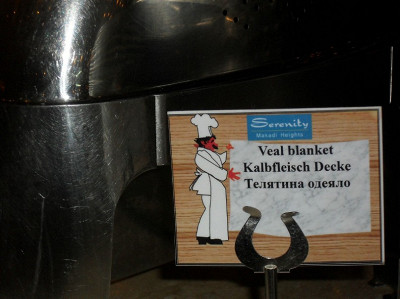 Serenity
Makadi Heights
Veal blanket
Kalbfleisch Decke
Телятина одеяло